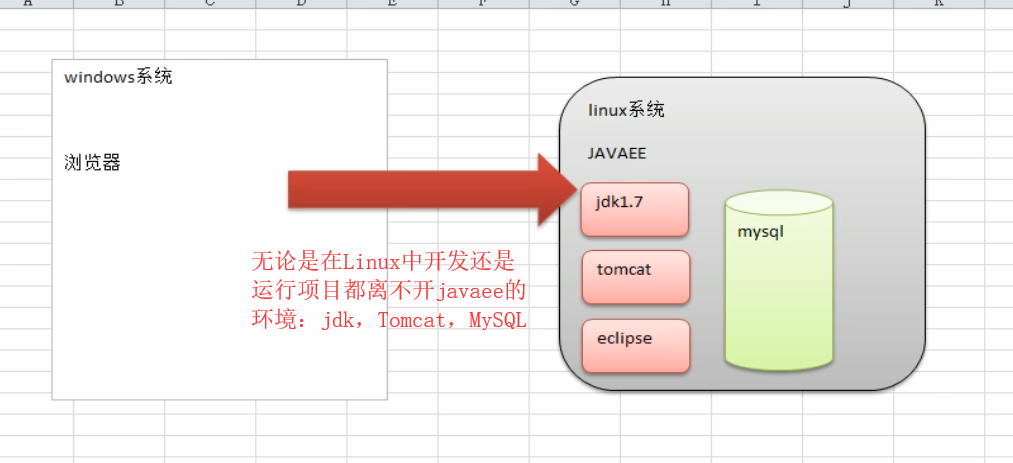 A B C D E F G H I J K
windows系统
浏览器
linux系统
JAVAEE
jdk1.7
tomcat
eclipse
mysql
无论是在Linux中开发还是
运行项目都离不开javaee的
环境：jdk，Tomcat，MySQL